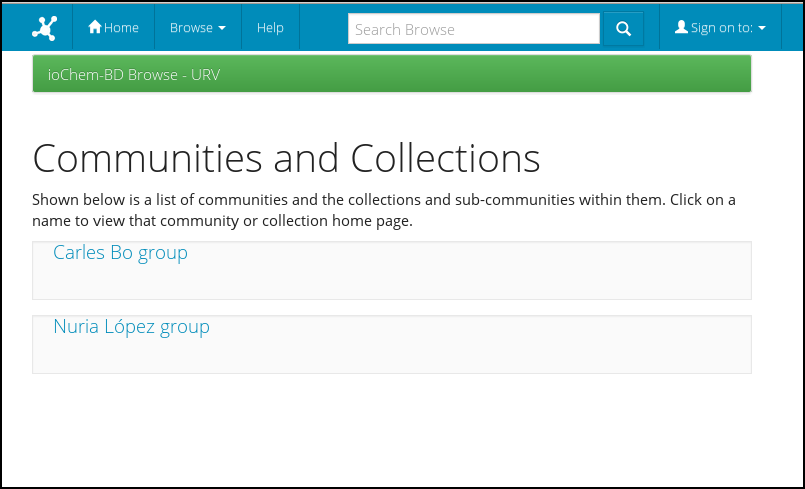 Home Browse Help Search Browse Sign on to:
ioChem-BD Browse - URV
Communities and Collections
Shown below is a list of communities and the collections and sub-communities within them. Click on a
name to view that community or collection home page.
Carles Bo group
Nuria López group